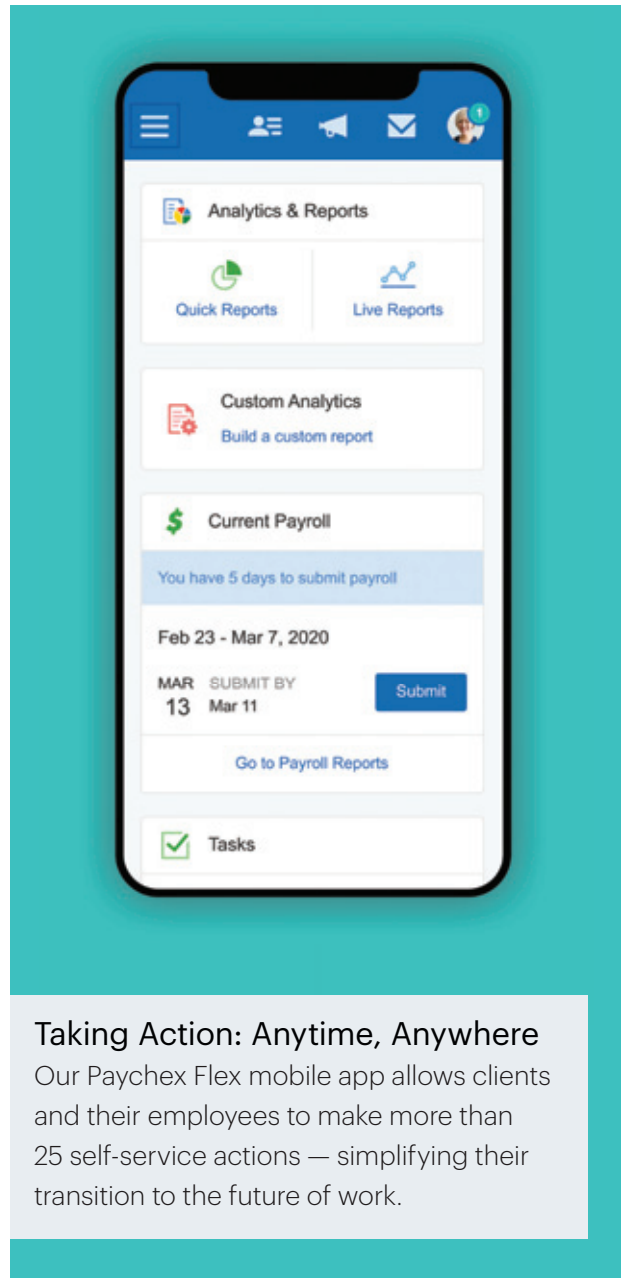 1
Analytics & Reports
Quick Reports
Live Reports
Custom Analytics
Build a custom report
$ Current Payroll
You have 5 days to submit payroll
Feb 23 - Mar 7, 2020
MAR SUBMIT BY
13 Mar 11
Submit
Go to Payroll Reports
Tasks
Taking Action: Anytime, Anywhere
Our Paychex Flex mobile app allows clients
and their employees to make more than
25 self-service actions — simplifying their
transition to the future of work.